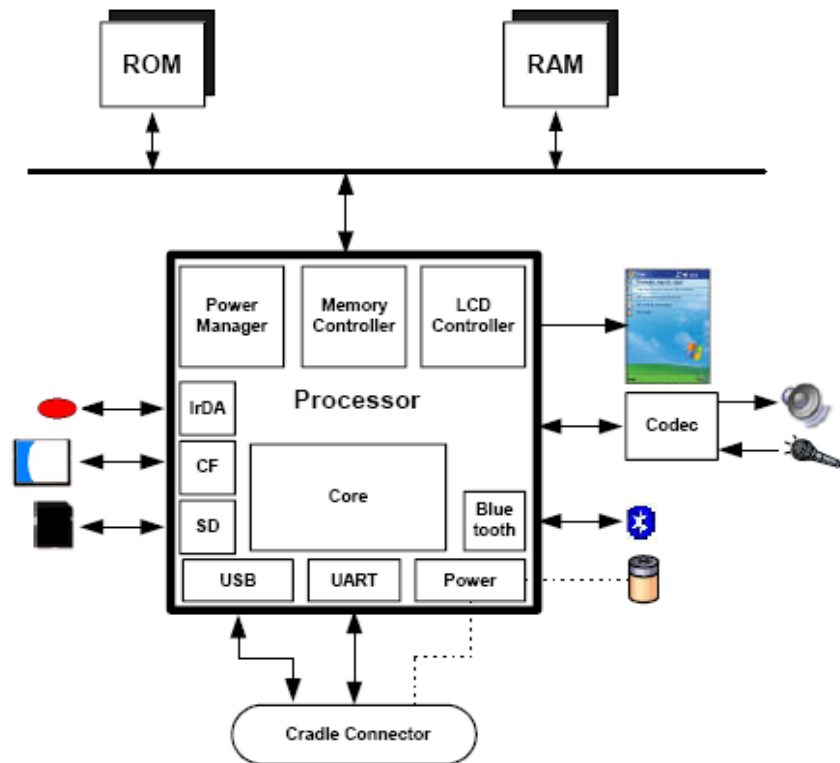 ROM
RAM
Power
Manager
Memory
Controller
LCD
Controller
IrDA
Processor
Codec
CF
Core
SD
Blue
tooth
USB
UART
Power
Cradle Connector